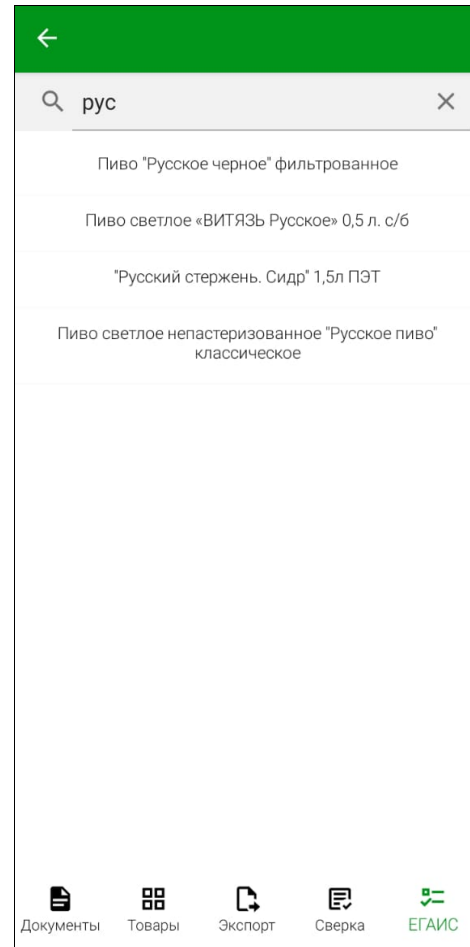 рус
Пиво "Русское черное" фильтрованное
Пиво светлое «ВИТЯЗЬ Русское» 0,5 л. с/б
"Русский стержень. Сидр" 1,5л ПЭТ
Пиво светлое непастеризованное "Русское пиво"
классическое
Документы Товары Экспорт Сверка ЕГАИС